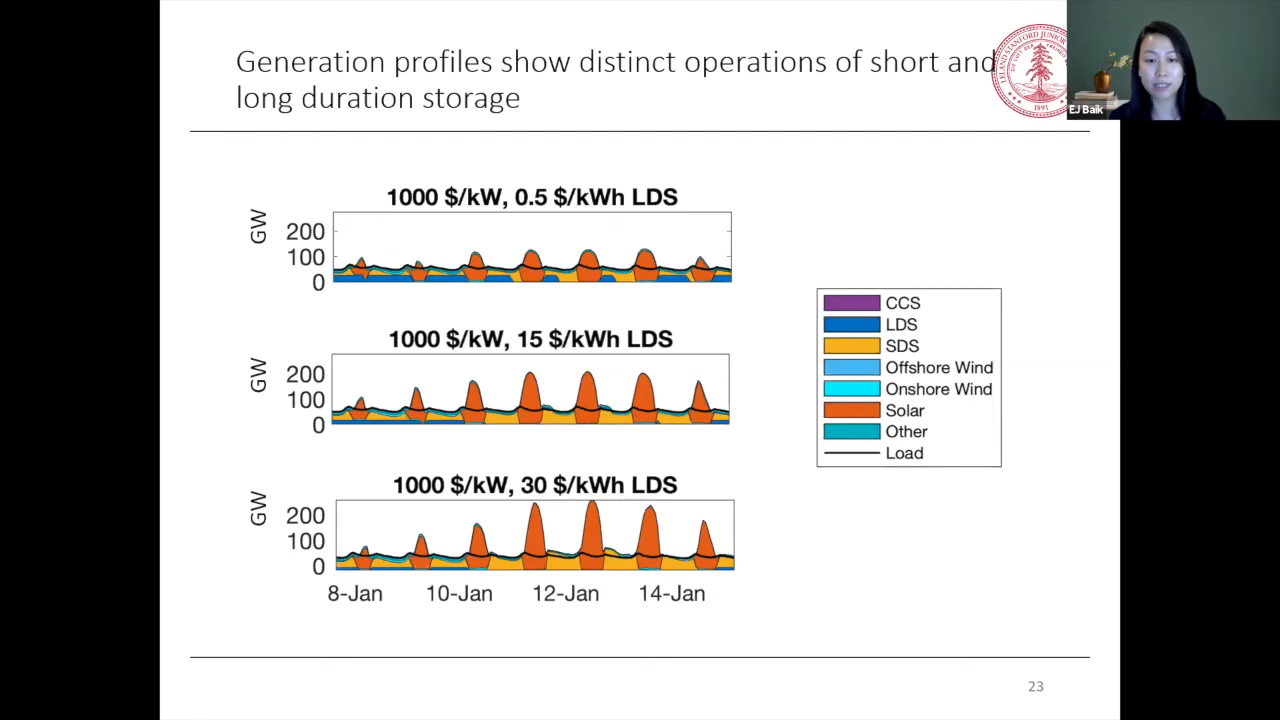 Generation profiles show distinct operations of short and
long duration storage
EJ Baik
1891
1000 $/kW, 0.5 $/kWh LDS
GW
200
100
0
1000 $/kW, 15 $/kWh LDS
GW
200
100
0
1000 $/kW, 30 $/kWh LDS
GW
200
100
0
8-Jan 10-Jan 12-Jan 14-Jan
CCS
LDS
SDS
Offshore Wind
Onshore Wind
Solar
Other
Load
23